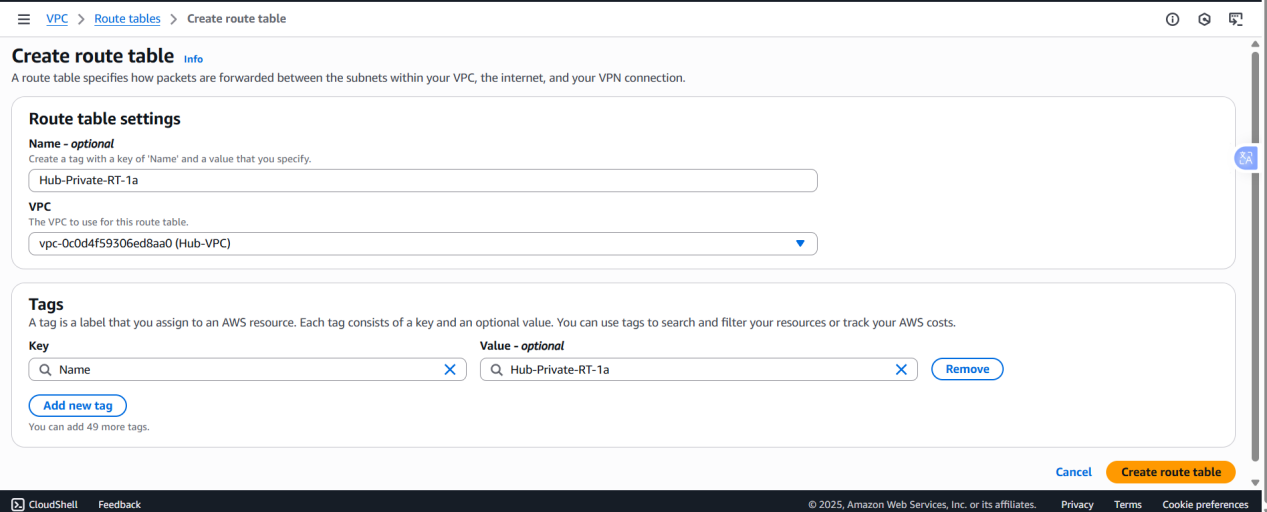 VPC > Route tables > Create route table
Create route table Info
A route table specifies how packets are forwarded between the subnets within your VPC, the internet, and your VPN connection.
Route table settings
Name - optional
Create a tag with a key of 'Name' and a value that you specify.
Hub-Private-RT-1a
VPC
The VPC to use for this route table.
vpc-0c0d4f59306ed8aa0 (Hub-VPC)
Tags
A tag is a label that you assign to an AWS resource. Each tag consists of a key and an optional value. You can use tags to search and filter your resources or track your AWS costs.
Key Value - optional
Name Hub-Private-RT-1a Remove
Add new tag
You can add 49 more tags.
Cancel Create route table
CloudShell Feedback © 2025, Amazon Web Services, Inc. or its affiliates. Privacy Terms Cookie preferences